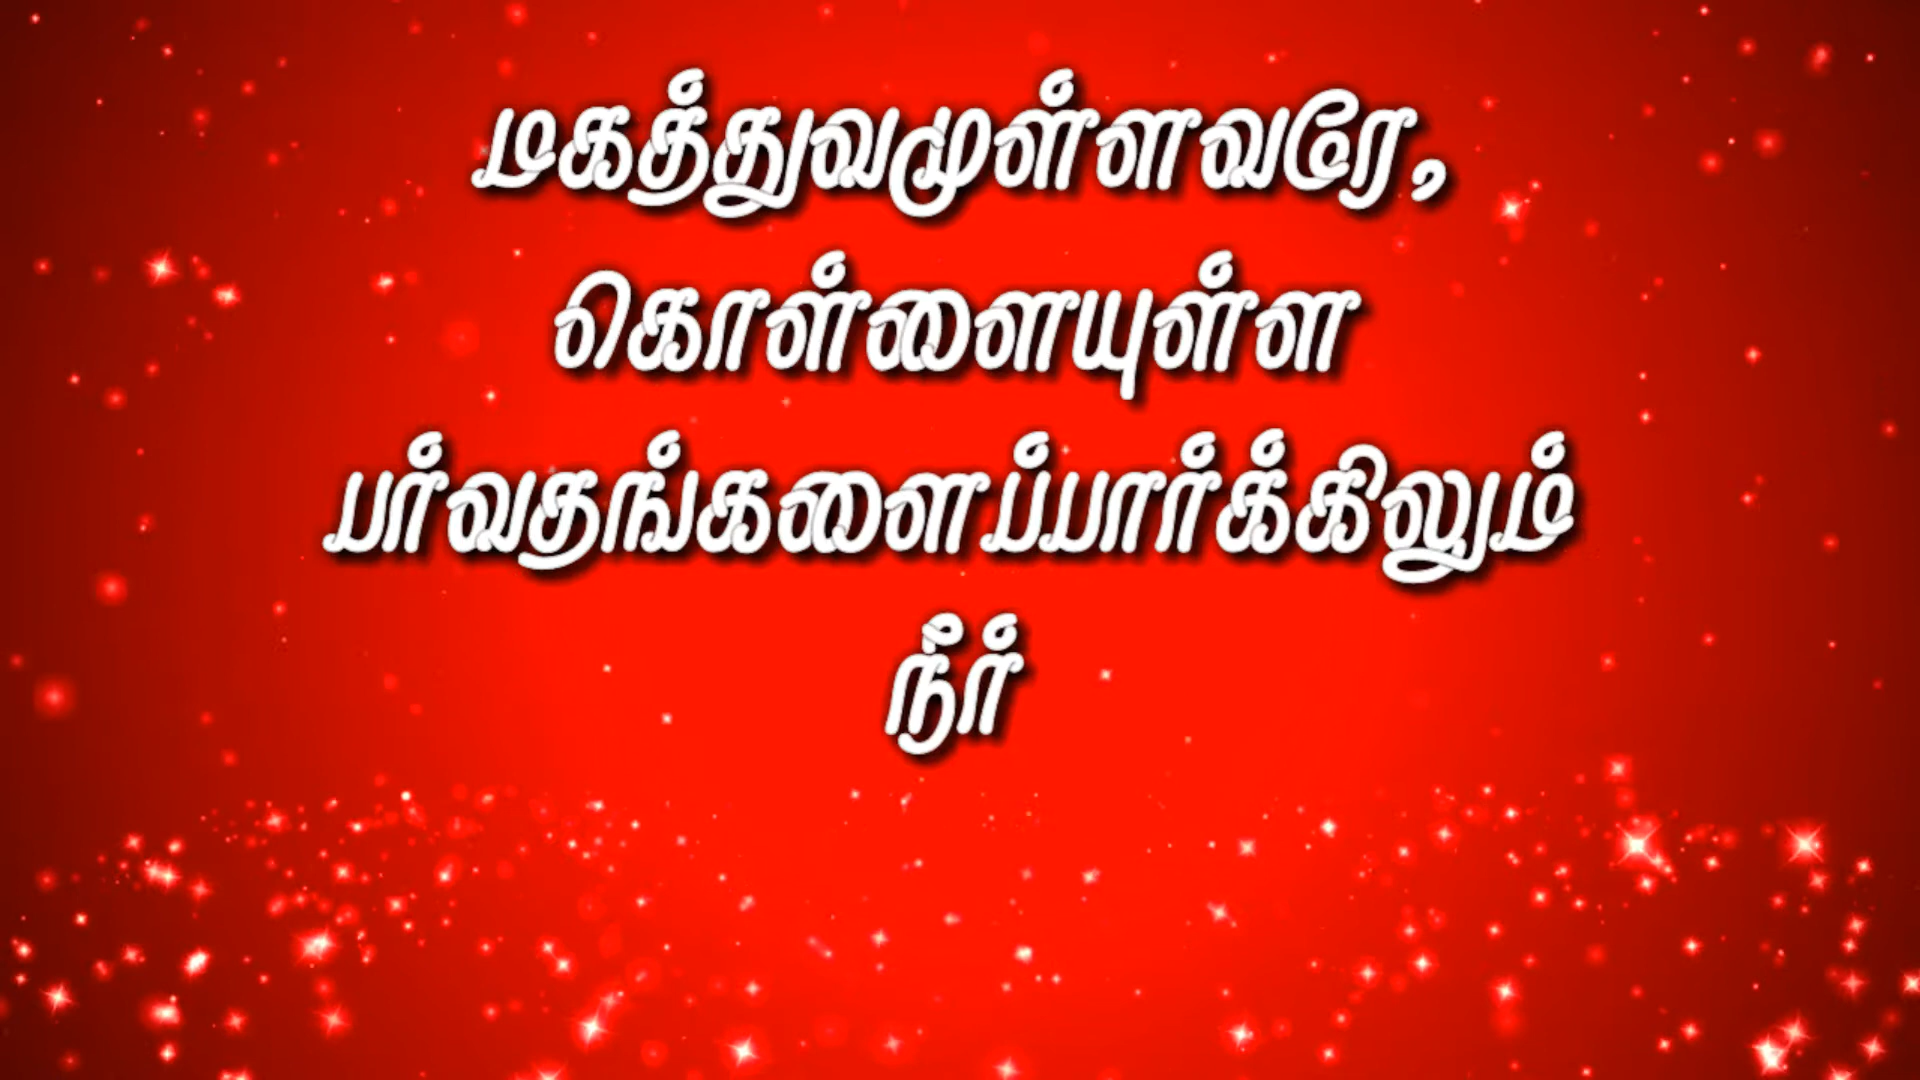 மகத்துவமுள்ளவரே,
கொள்ளையுள்ள
பர்வதங்களைப்பார்க்கிலும்
நீர்